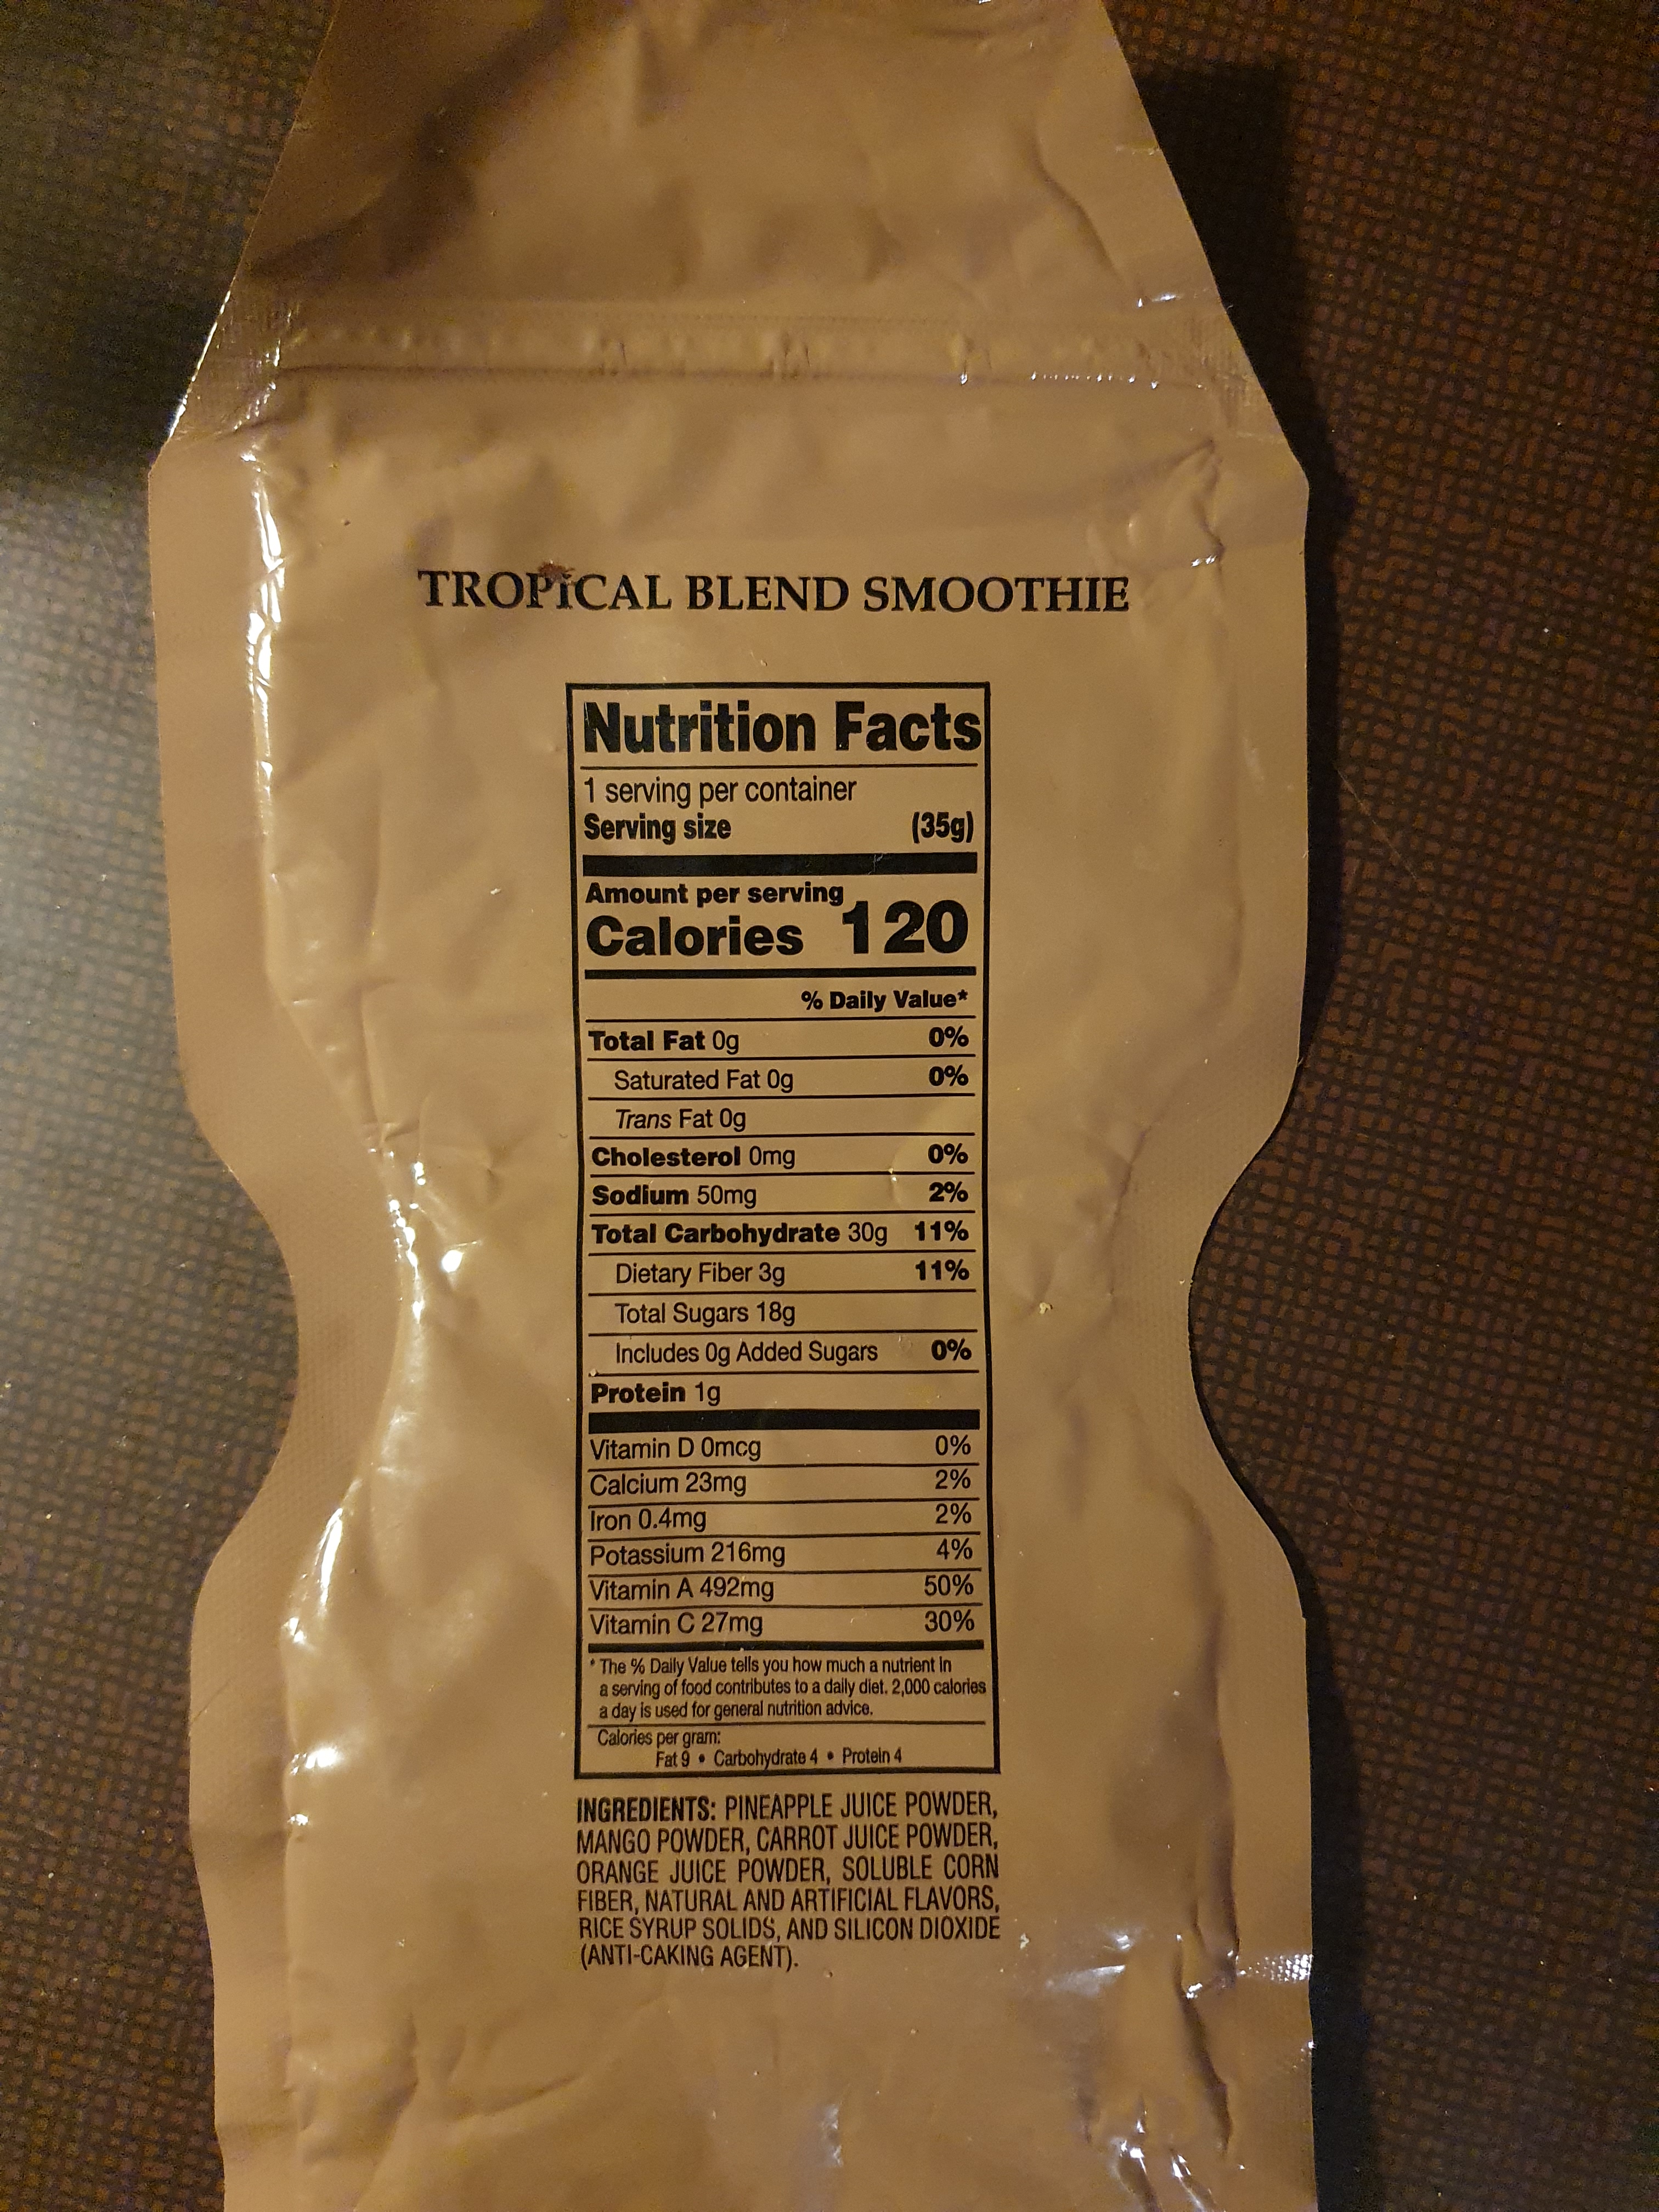 TROPICAL BLEND SMOOTHIE
Nutrition Facts
1 serving per container
Serving size (35g)
Amount per serving
Calories 120
% Daily Value*
Total Fat 0g 0%
Saturated Fat 0g 0%
Trans Fat 0g
Cholesterol 0mg 0%
Sodium 50mg 2%
Total Carbohydrate 30g 11%
Dietary Fiber 3g 11%
Total Sugars 18g
Includes 0g Added Sugars 0%
Protein 1g
Vitamin D 0mcg 0%
Calcium 23mg 2%
Iron 0.4mg 2%
Potassium 216mg 4%
Vitamin A 492mg 50%
Vitamin C 27mg 30%
* The % Daily Value tells you how much a nutrient in
a serving of food contributes to a daily diet. 2,000 calories
a day is used for general nutrition advice.
Calories per gram:
Fat 9 • Carbohydrate 4 • Protein 4
INGREDIENTS: PINEAPPLE JUICE POWDER,
MANGO POWDER, CARROT JUICE POWDER,
ORANGE JUICE POWDER, SOLUBLE CORN
FIBER, NATURAL AND ARTIFICIAL FLAVORS,
RICE SYRUP SOLIDS, AND SILICON DIOXIDE
(ANTI-CAKING AGENT).